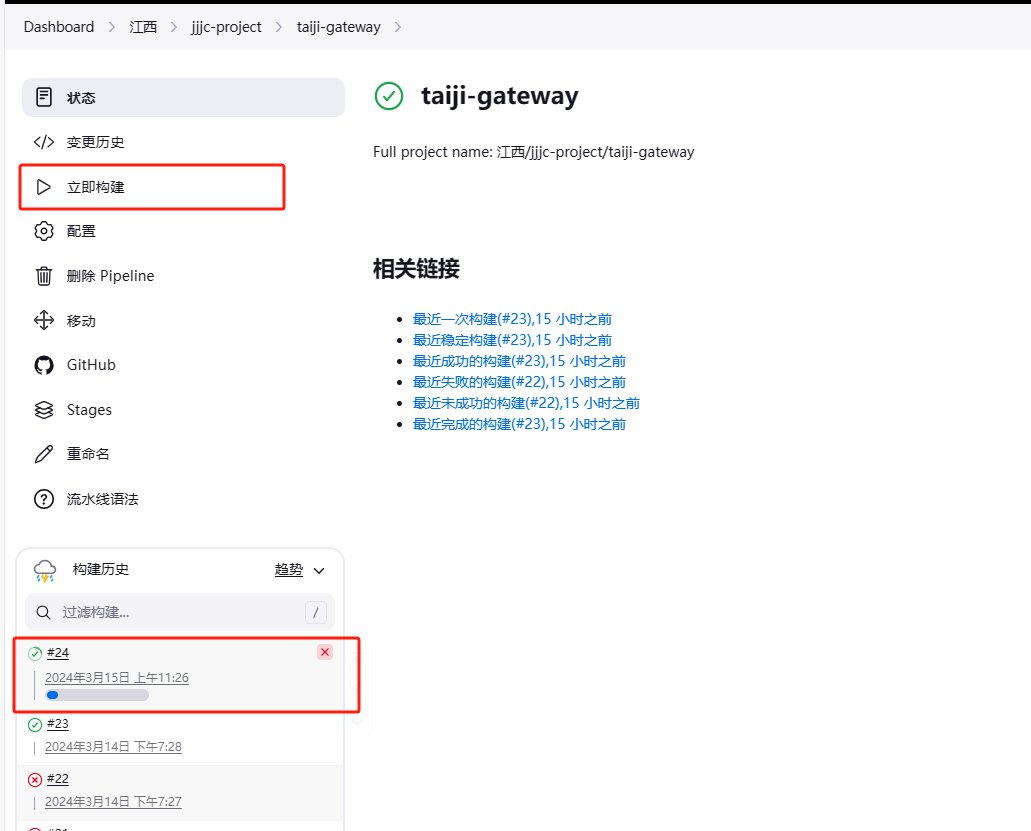 Dashboard > 江西 > jjjc-project > taiji-gateway >
状态
变更历史
立即构建
配置
删除 Pipeline
移动
GitHub
Stages
重命名
流水线语法
构建历史 趋势
过滤构建... /
#24
2024年3月15日 上午11:26
#23
2024年3月14日 下午7:28
#22
2024年3月14日 下午7:27
taiji-gateway
Full project name: 江西/jjjc-project/taiji-gateway
相关链接
最近一次构建(#23),15 小时之前
最近稳定构建(#23),15 小时之前
最近成功的构建(#23),15 小时之前
最近失败的构建(#22),15 小时之前
最近未成功的构建(#22),15 小时之前
最近完成的构建(#23),15 小时之前